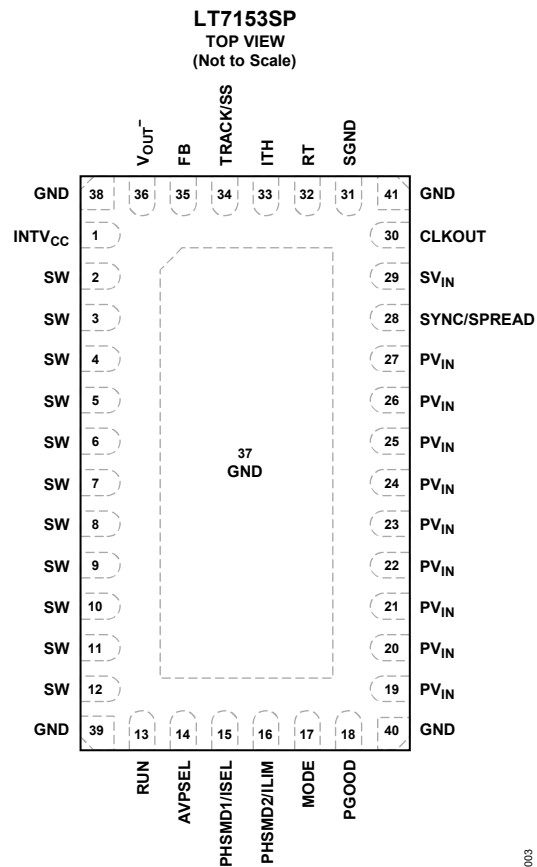 LT7153SP
TOP VIEW
(Not to Scale)
VOUT−
FB
TRACK/SS
ITH
RT
SGND
GND 38 36 35 34 33 32 31 41 GND
INTVCC 1 30 CLKOUT
SW 2 29 SVIN
SW 3 28 SYNC/SPREAD
SW 4 27 PVIN
SW 5 26 PVIN
SW 6 25 PVIN
37
GND
SW 7 24 PVIN
SW 8 23 PVIN
SW 9 22 PVIN
SW 10 21 PVIN
SW 11 20 PVIN
SW 12 19 PVIN
GND 39 13 14 15 16 17 18 40 GND
RUN
AVPSEL
PHSMD1/ISEL
PHSMD2/ILIM
MODE
PGOOD
003